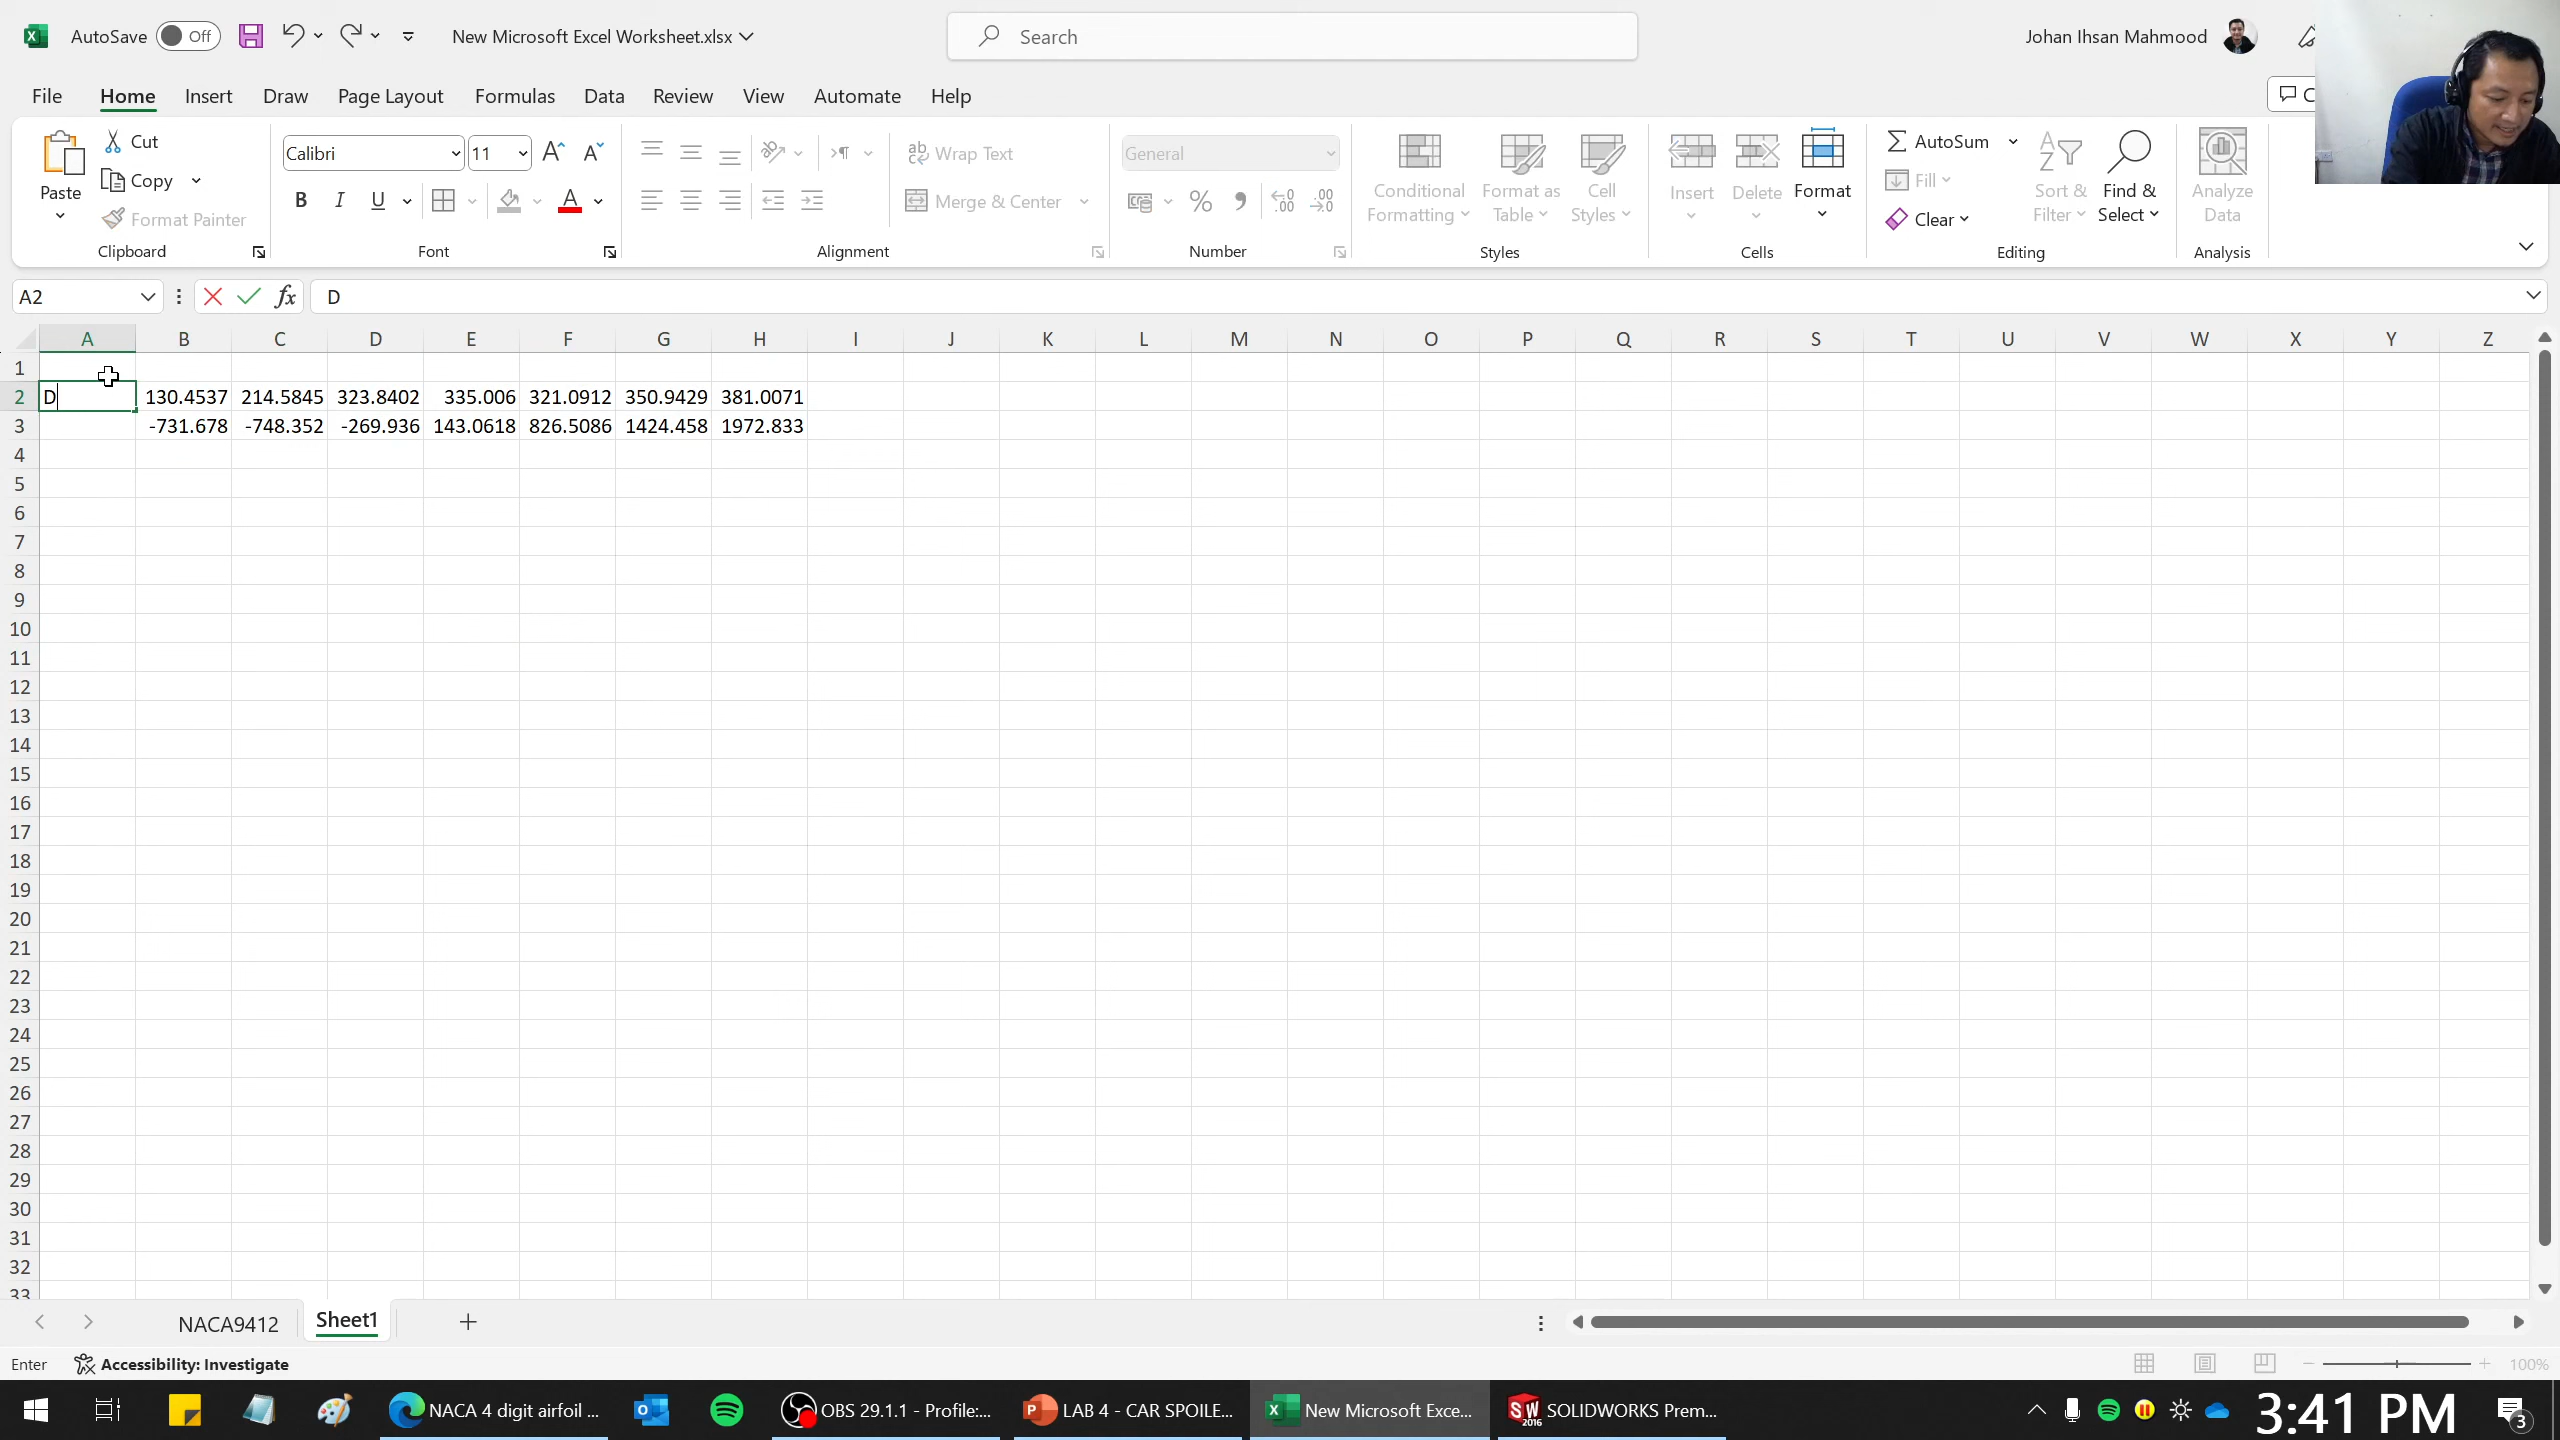 AutoSave Off New Microsoft Excel Worksheet.xlsx Search Johan Ihsan Mahmood
File Home Insert Draw Page Layout Formulas Data Review View Automate Help C
Paste Cut Copy Format Painter Clipboard
Calibri 11 B I U A Font
Wrap Text Merge & Center Alignment
General % Number
Conditional Formatting Format as Table Cell Styles Styles
Insert Delete Format Cells
AutoSum Fill Clear Sort & Filter Find & Select Editing
Analyze Data Analysis
A2 fx D
A B C D E F G H I J K L M N O P Q R S T U V W X Y Z
1
2 D 130.4537 214.5845 323.8402 335.006 321.0912 350.9429 381.0071
3 -731.678 -748.352 -269.936 143.0618 826.5086 1424.458 1972.833
4
5
6
7
8
9
10
11
12
13
14
15
16
17
18
19
20
21
22
23
24
25
26
27
28
29
30
31
32
33
NACA9412 Sheet1
Enter Accessibility: Investigate 100%
NACA 4 digit airfoil ... OBS 29.1.1 - Profile:... LAB 4 - CAR SPOILE... New Microsoft Exce... SOLIDWORKS Prem... 3:41 PM 3